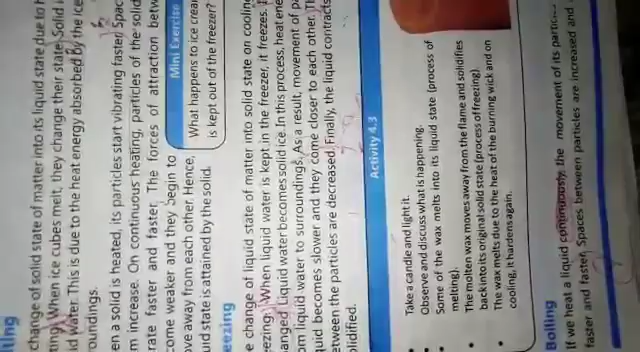 ting
change of solid state of matter into its liquid state due to
ting. When ice cubes melt, they change their state. Solid
id water. This is due to the heat energy absorbed by the ice
oundings.
en a solid is heated, its particles start vibrating faster. Spac
m increase. On continuous heating, particles of the solid
rate faster and faster. The forces of attraction betw
come weaker and they begin to
ve away from each other. Hence,
uid state is attained by the solid.
Mini Exercise
What happens to ice crea
is kept out of the freezer?
eezing
e change of liquid state of matter into solid state on cooling
eezing. When liquid water is kept in the freezer, it freezes.
anged Liquid water becomes solid ice. In this process, heat ene
om liquid water to surroundings. As a result, movement of pa
quid becomes slower and they come closer to each other. Th
etween the particles are decreased. Finally, the liquid contracts
olidified.
Activity 4.3
Take a candle and light it.
• Observe and discuss what is happening.
• Some of the wax melts into its liquid state (process of
melting).
• The molten wax moves away from the flame and solidifies
back into its original solid state (process of freezing).
• The wax melts due to the heat of the burning wick and on
cooling, it hardens again.
Boiling
If we heat a liquid continuously, the movement of its partic
faster and faster. Spaces between particles are increased and